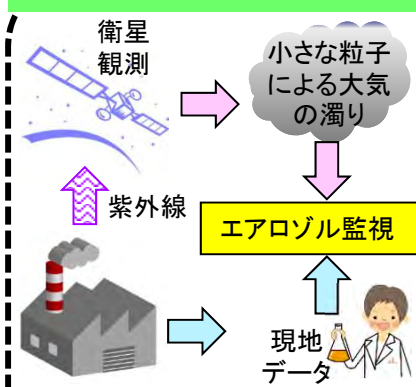 衛星
観測
小さな粒子
による大気
の濁り
紫外線
エアロゾル監視
現地
データ